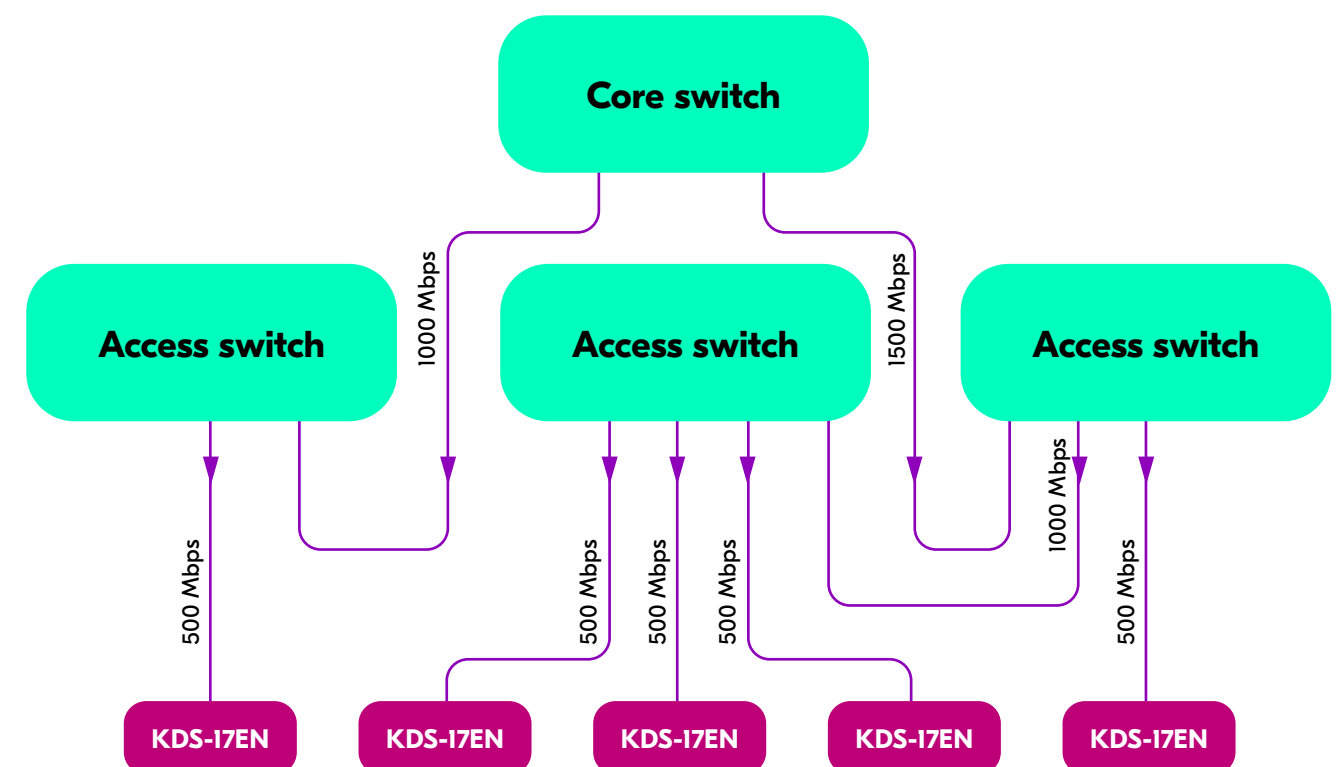 Core switch
1000 Mbps
1500 Mbps
Access switch
Access switch
Access switch
1000 Mbps
500 Mbps
500 Mbps
500 Mbps
500 Mbps
500 Mbps
KDS-17EN
KDS-17EN
KDS-17EN
KDS-17EN
KDS-17EN